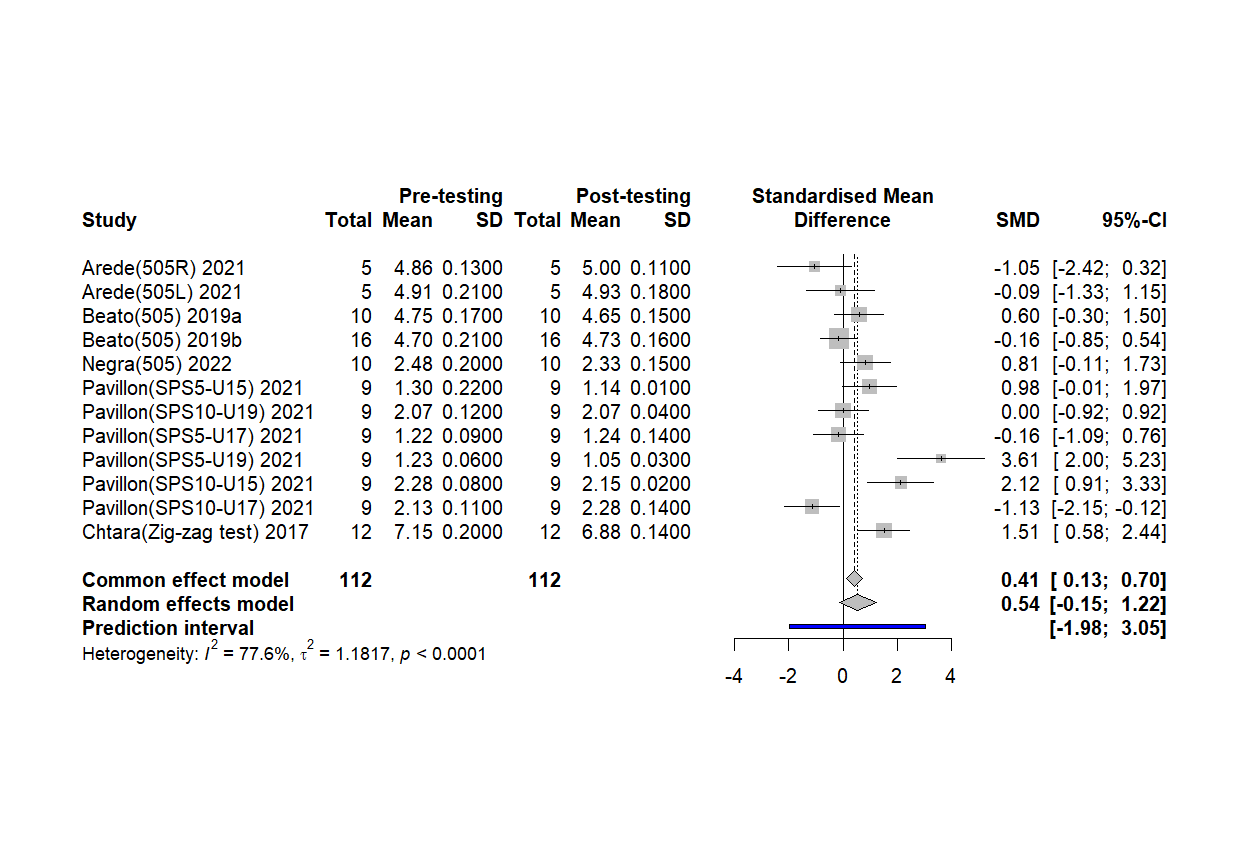 Pre-testing Post-testing Standardised Mean
Study Total Mean SD Total Mean SD Difference SMD 95%-CI
Arede(505R) 2021 5 4.86 0.1300 5 5.00 0.1100 -1.05 [-2.42; 0.32]
Arede(505L) 2021 5 4.91 0.2100 5 4.93 0.1800 -0.09 [-1.33; 1.15]
Beato(505) 2019a 10 4.75 0.1700 10 4.65 0.1500 0.60 [-0.30; 1.50]
Beato(505) 2019b 16 4.70 0.2100 16 4.73 0.1600 -0.16 [-0.85; 0.54]
Negra(505) 2022 10 2.48 0.2000 10 2.33 0.1500 0.81 [-0.11; 1.73]
Pavillon(SPS5-U15) 2021 9 1.30 0.2200 9 1.14 0.0100 0.98 [-0.01; 1.97]
Pavillon(SPS10-U19) 2021 9 2.07 0.1200 9 2.07 0.0400 0.00 [-0.92; 0.92]
Pavillon(SPS5-U17) 2021 9 1.22 0.0900 9 1.24 0.1400 -0.16 [-1.09; 0.76]
Pavillon(SPS5-U19) 2021 9 1.23 0.0600 9 1.05 0.0300 3.61 [ 2.00; 5.23]
Pavillon(SPS10-U15) 2021 9 2.28 0.0800 9 2.15 0.0200 2.12 [ 0.91; 3.33]
Pavillon(SPS10-U17) 2021 9 2.13 0.1100 9 2.28 0.1400 -1.13 [-2.15; -0.12]
Chtara(Zig-zag test) 2017 12 7.15 0.2000 12 6.88 0.1400 1.51 [ 0.58; 2.44]
Common effect model 112 112 0.41 [ 0.13; 0.70]
Random effects model 0.54 [-0.15; 1.22]
Prediction interval [-1.98; 3.05]
Heterogeneity: I² = 77.6%, τ² = 1.1817, p < 0.0001
-4 -2 0 2 4